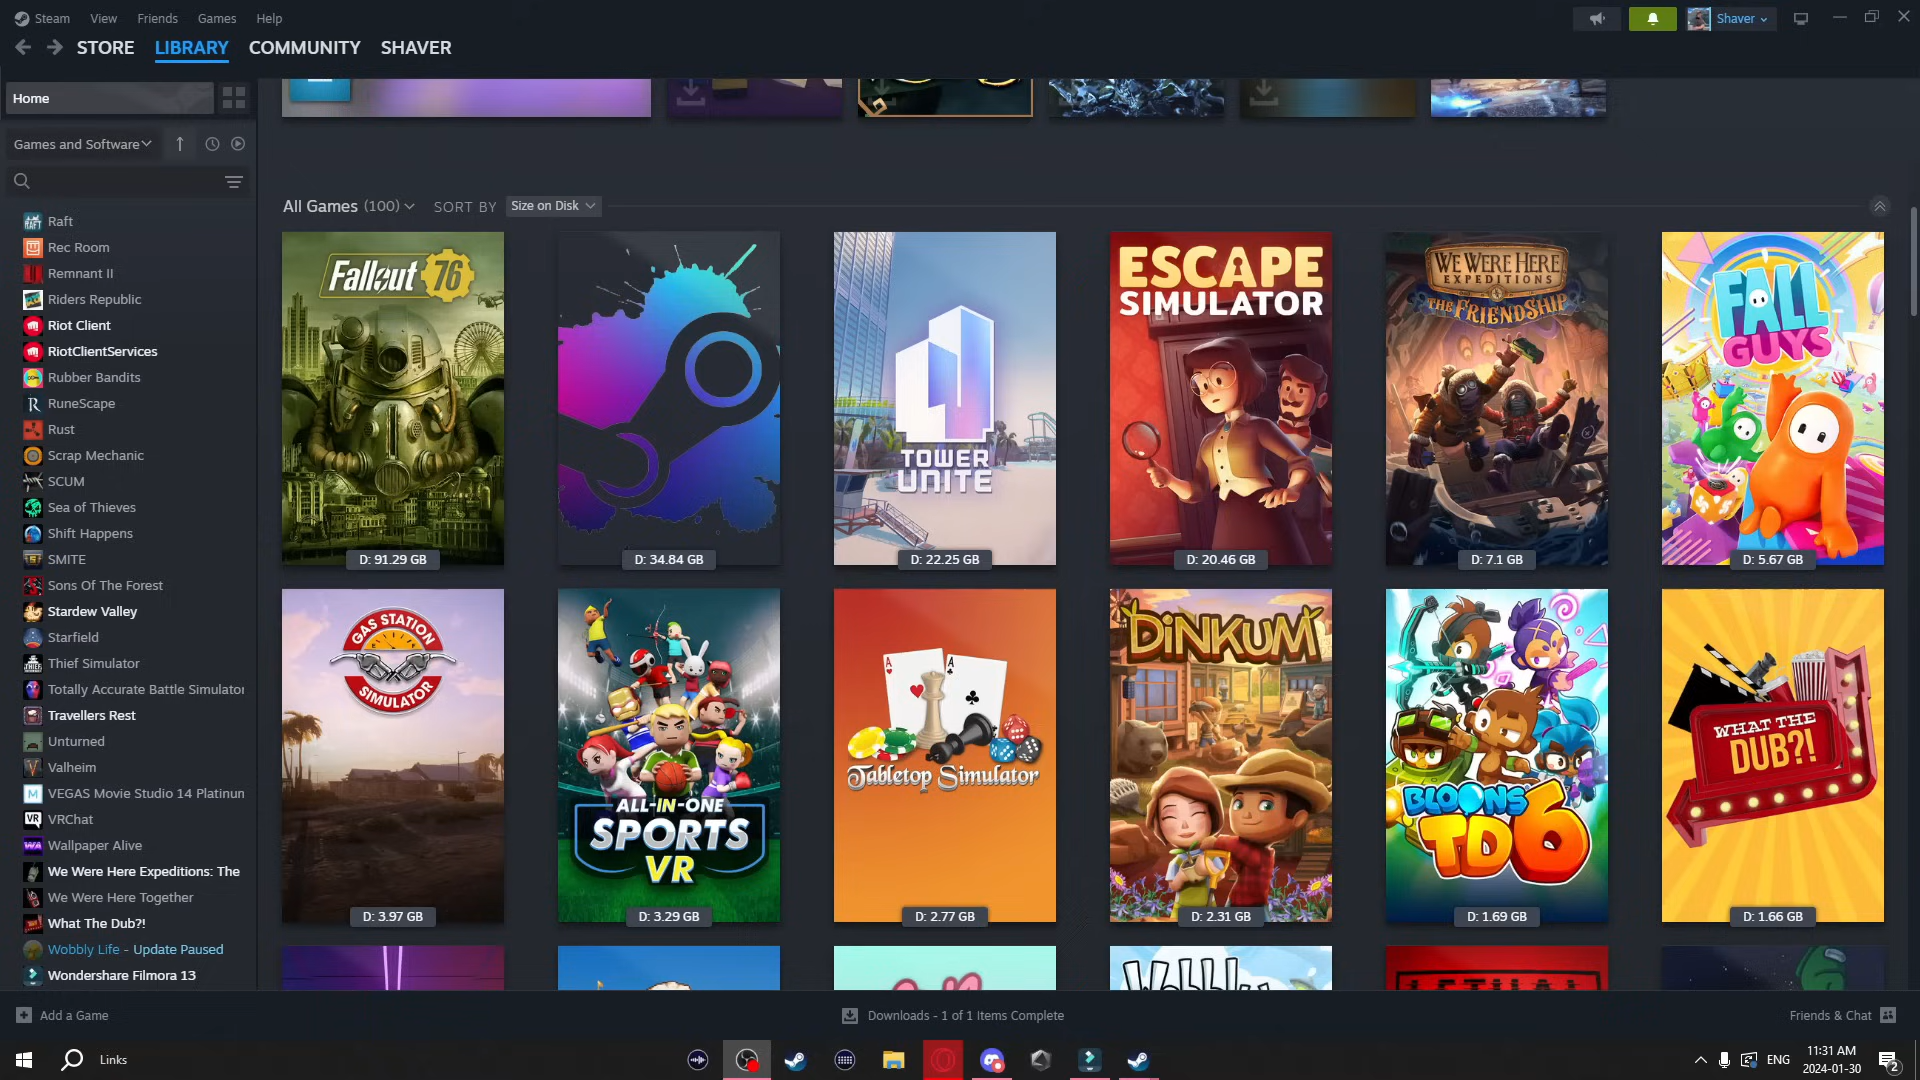 Steam View Friends Games Help
Shaver
STORE LIBRARY COMMUNITY SHAVER
Home
Games and Software
All Games (100) SORT BY Size on Disk
Raft
Rec Room
Remnant II
Riders Republic
Riot Client
RiotClientServices
Rubber Bandits
RuneScape
Rust
Scrap Mechanic
SCUM
Sea of Thieves
Shift Happens
SMITE
Sons Of The Forest
Stardew Valley
Starfield
Thief Simulator
Totally Accurate Battle Simulator
Travellers Rest
Unturned
Valheim
VEGAS Movie Studio 14 Platinum
VRChat
Wallpaper Alive
We Were Here Expeditions: The
We Were Here Together
What The Dub?!
Wobbly Life - Update Paused
Wondershare Filmora 13
Fallout 76
D: 91.29 GB
D: 34.84 GB
TOWER
UNITE
D: 22.25 GB
ESCAPE
SIMULATOR
D: 20.46 GB
WE WERE HERE
EXPEDITIONS
THE FRIENDSHIP
D: 7.1 GB
FALL
GUYS
D: 5.67 GB
GAS STATION
SIMULATOR
D: 3.97 GB
ALL-IN-ONE
SPORTS
VR
D: 3.29 GB
Tabletop Simulator
D: 2.77 GB
DiNKUM
D: 2.31 GB
BLOONS
TD6
D: 1.69 GB
WHAT THE
DUB?!
D: 1.66 GB
Wobbly
LETHAL
Add a Game
Downloads - 1 of 1 Items Complete
Friends & Chat
Links
ENG
11:31 AM
2024-01-30
2